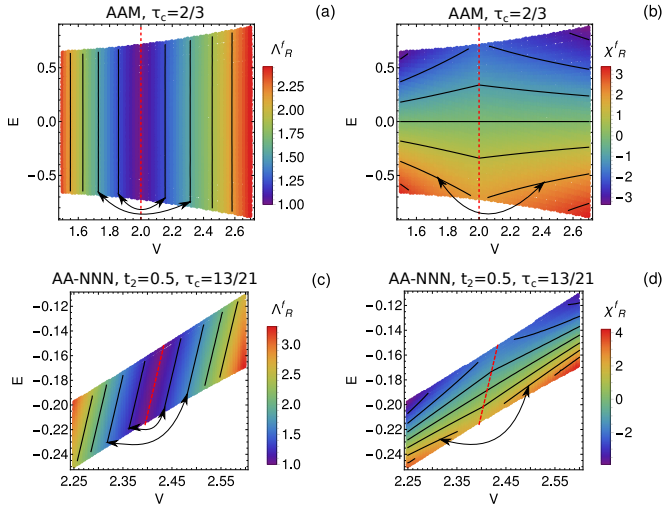 AAM, τc=2/3 (a)
Λ^f_R
E
0.5
0.0
−0.5
2.25
2.00
1.75
1.50
1.25
1.00
1.6 1.8 2.0 2.2 2.4 2.6
V
AAM, τc=2/3 (b)
χ^f_R
E
0.5
0.0
−0.5
3
2
1
0
−1
−2
−3
1.6 1.8 2.0 2.2 2.4 2.6
V
AA-NNN, t2=0.5, τc=13/21 (c)
Λ^f_R
E
−0.12
−0.14
−0.16
−0.18
−0.20
−0.22
−0.24
3.0
2.5
2.0
1.5
1.0
2.25 2.35 2.45 2.55
V
AA-NNN, t2=0.5, τc=13/21 (d)
χ^f_R
E
−0.12
−0.14
−0.16
−0.18
−0.20
−0.22
−0.24
4
2
0
−2
2.25 2.35 2.45 2.55
V